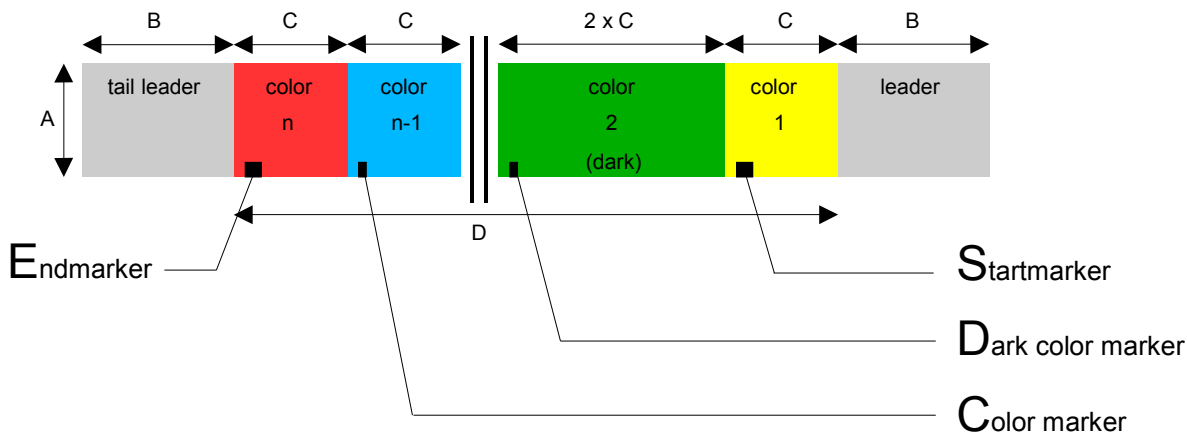 B
C
C
2 x C
C
B
tail leader
color
color
color
color
leader
A
n
n-1
2
1
(dark)
D
Endmarker
Startmarker
Dark color marker
Color marker